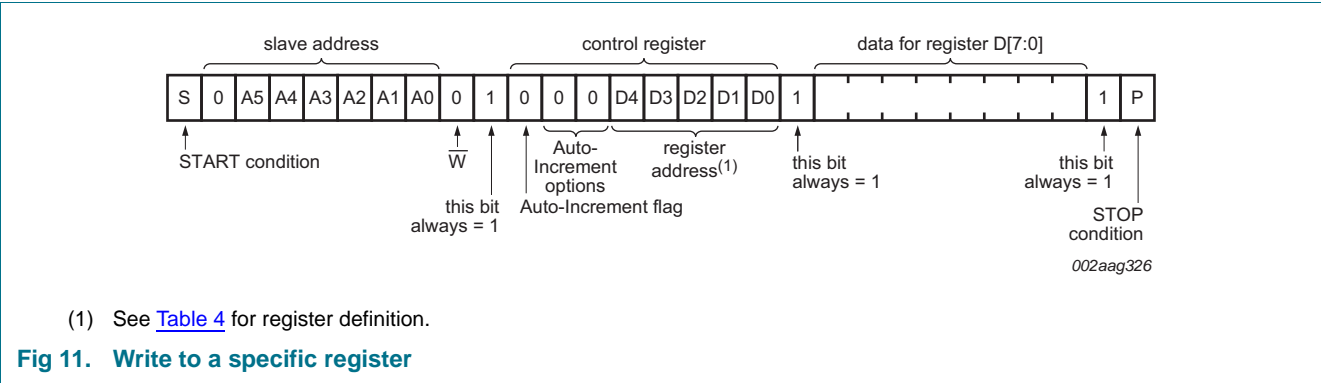 slave address control register data for register D[7:0]
S 0 A5 A4 A3 A2 A1 A0 0 1 0 0 0 D4 D3 D2 D1 D0 1 1 P
START condition
W
this bit
always = 1
Auto-
Increment
options
Auto-Increment flag
register
address(1)
this bit
always = 1
this bit
always = 1
STOP
condition
002aag326
(1) See Table 4 for register definition.
Fig 11. Write to a specific register